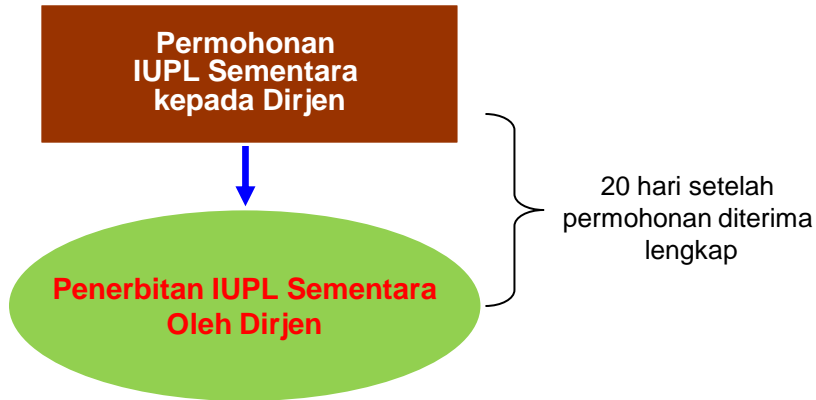 Permohonan
IUPL Sementara
kepada Dirjen
20 hari setelah
permohonan diterima
lengkap
Penerbitan IUPL Sementara
Oleh Dirjen